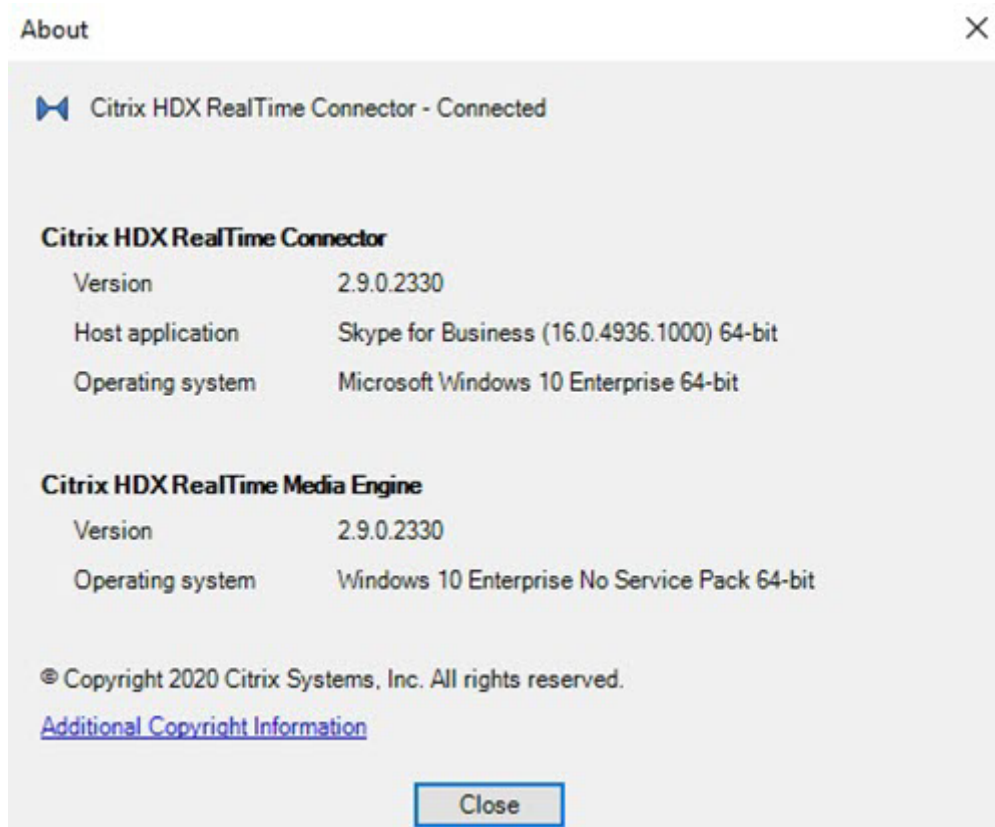 About
Citrix HDX RealTime Connector - Connected
Citrix HDX RealTime Connector
Version 2.9.0.2330
Host application Skype for Business (16.0.4936.1000) 64-bit
Operating system Microsoft Windows 10 Enterprise 64-bit
Citrix HDX RealTime Media Engine
Version 2.9.0.2330
Operating system Windows 10 Enterprise No Service Pack 64-bit
© Copyright 2020 Citrix Systems, Inc. All rights reserved.
Additional Copyright Information
Close